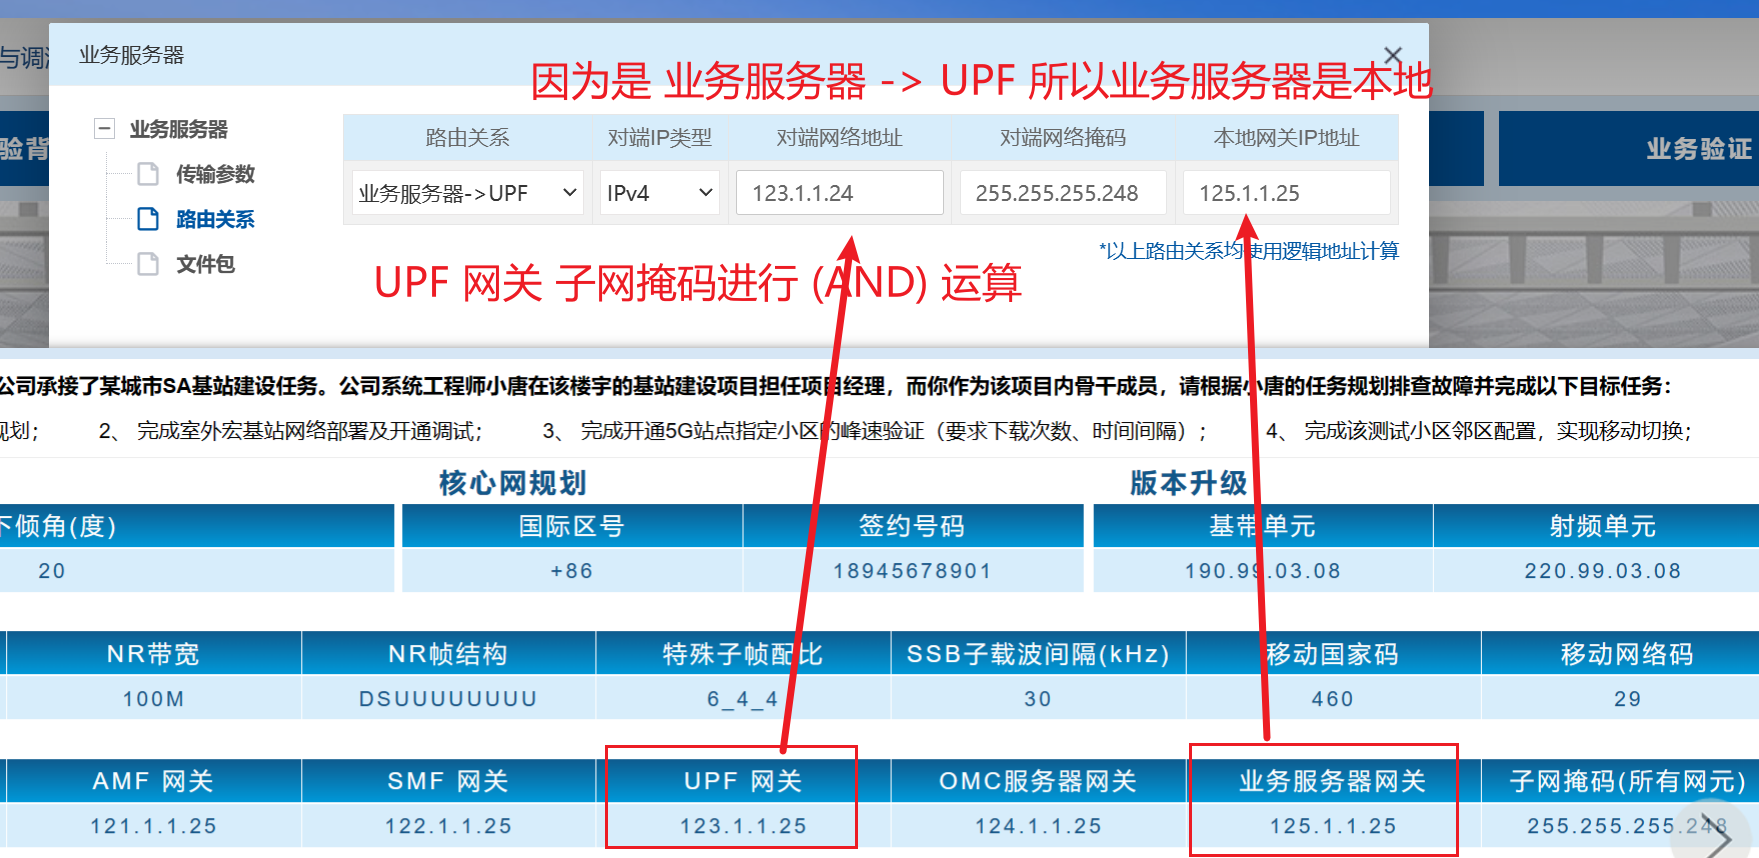 与调
业务服务器
因为是 业务服务器 -> UPF 所以业务服务器是本地
验背
业务服务器
传输参数
路由关系
文件包
路由关系 对端IP类型 对端网络地址 对端网络掩码 本地网关IP地址
业务服务器->UPF IPv4 123.1.1.24 255.255.255.248 125.1.1.25
业务验证
*以上路由关系均使用逻辑地址计算
UPF 网关 子网掩码进行 (AND) 运算
公司承接了某城市SA基站建设任务。公司系统工程师小唐在该楼宇的基站建设项目担任项目经理，而你作为该项目内骨干成员，请根据小唐的任务规划排查故障并完成以下目标任务：
规划； 2、 完成室外宏基站网络部署及开通调试； 3、 完成开通5G站点指定小区的峰速验证（要求下载次数、时间间隔）； 4、 完成该测试小区邻区配置，实现移动切换；
核心网规划 版本升级
下倾角(度) 国际区号 签约号码 基带单元 射频单元
20 +86 18945678901 190.99.03.08 220.99.03.08
NR带宽 NR帧结构 特殊子帧配比 SSB子载波间隔(kHz) 移动国家码 移动网络码
100M DSUUUUUUUU 6_4_4 30 460 29
AMF 网关 SMF 网关 UPF 网关 OMC服务器网关 业务服务器网关 子网掩码(所有网元)
121.1.1.25 122.1.1.25 123.1.1.25 124.1.1.25 125.1.1.25 255.255.255.248